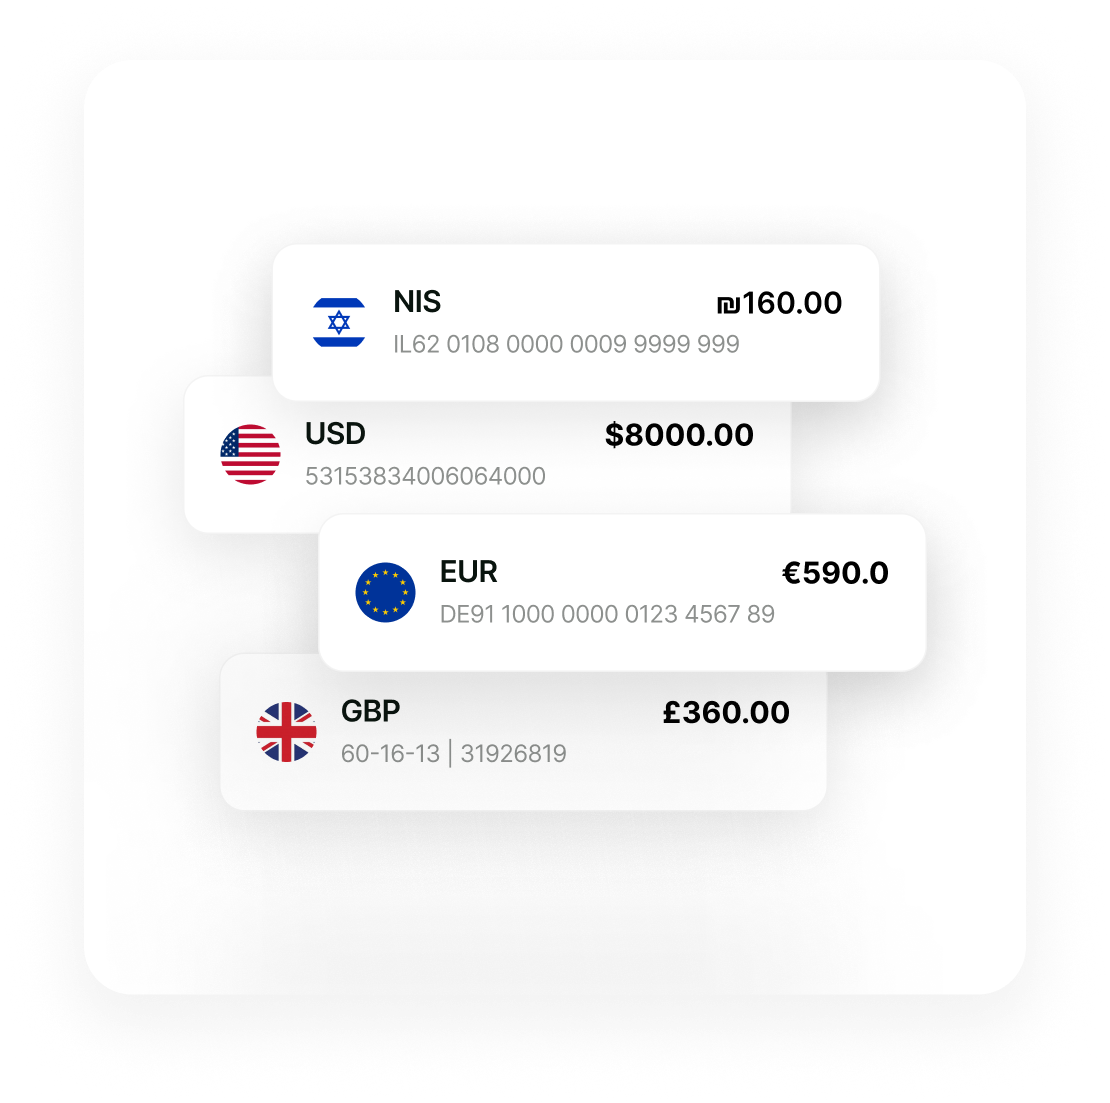 NIS ₪160.00
IL62 0108 0000 0009 9999 999
USD $8000.00
53153834006064000
EUR €590.0
DE91 1000 0000 0123 4567 89
GBP £360.00
60-16-13 | 31926819